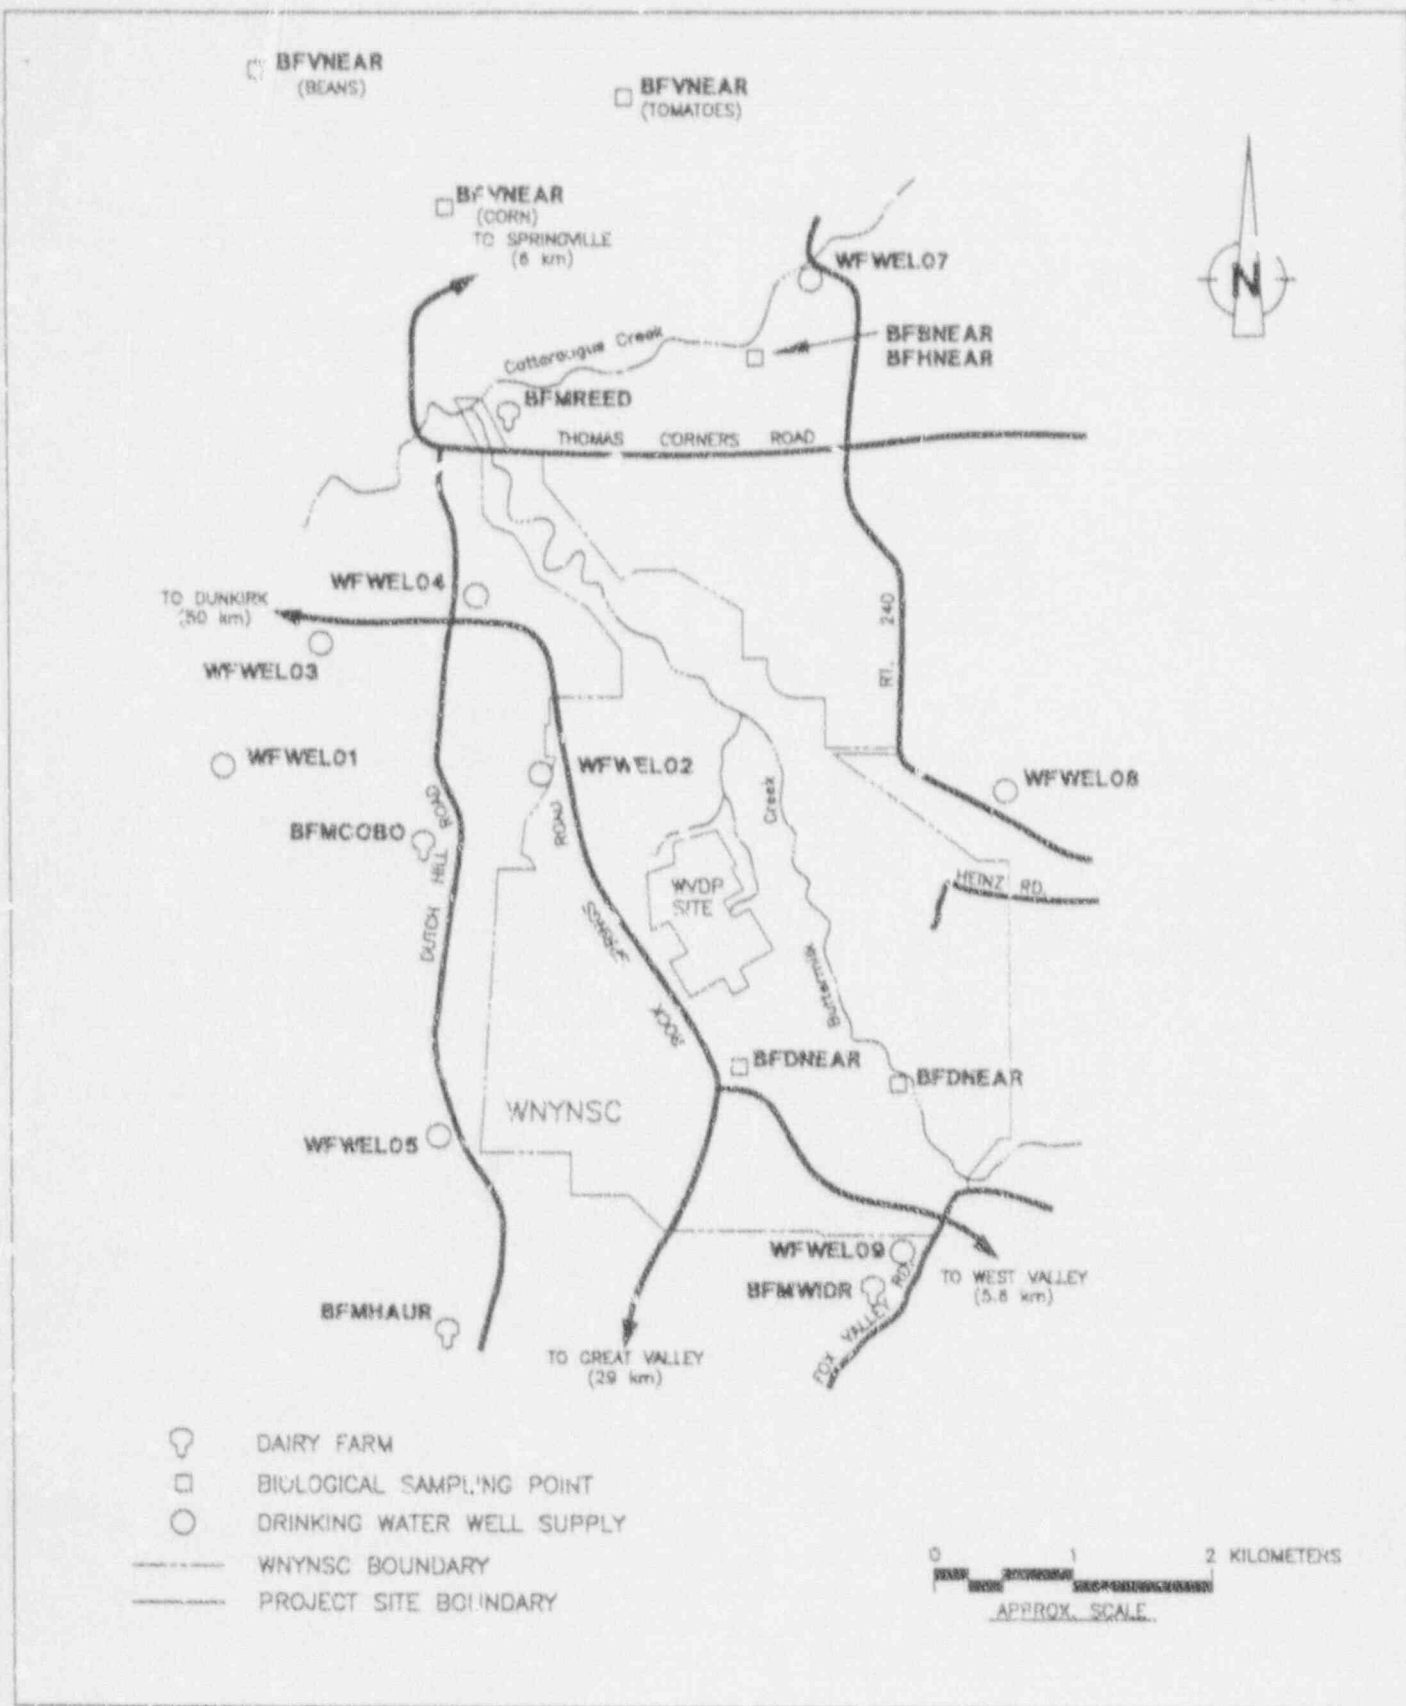 BFVNEAR
(BEANS)
BFVNEAR
(TOMATOES)
BFVNEAR
(CORN)
TO SPRINGVILLE
(6 km)
WFWEL07
N
BFBNEAR
BFHNEAR
Cattaraugus Creek
BFMREED
THOMAS CORNERS ROAD
WFWEL04
TO DUNKIRK
(50 km)
RT. 240
WFWEL03
WFWEL01
WFWEL02
WFWEL08
BFMCOBO
DUTCH HILL ROAD
ROCK SPRINGS ROAD
Buttermilk Creek
WVDP
SITE
HEINZ RD.
BFDNEAR
BFDNEAR
WNYNSC
WFWEL05
WFWEL09
BFMWIDR
TO WEST VALLEY
(5.6 km)
FOX VALLEY RD.
BFMHAUR
TO GREAT VALLEY
(29 km)
DAIRY FARM
BIOLOGICAL SAMPLING POINT
DRINKING WATER WELL SUPPLY
WNYNSC BOUNDARY
PROJECT SITE BOUNDARY
0 1 2 KILOMETERS
APPROX. SCALE